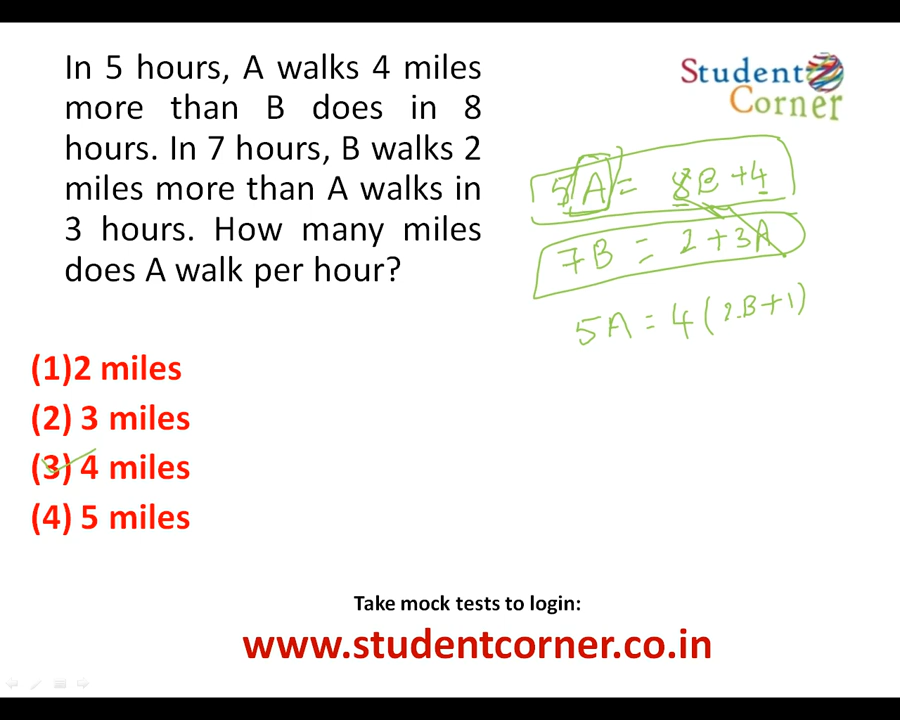 In 5 hours, A walks 4 miles
more than B does in 8
hours. In 7 hours, B walks 2
miles more than A walks in
3 hours. How many miles
does A walk per hour?
Student
Corner
5A = 8B + 4
7B = 2 + 3A
5A = 4 ( 2B + 1 )
(1)2 miles
(2) 3 miles
(3) 4 miles
(4) 5 miles
Take mock tests to login:
www.studentcorner.co.in